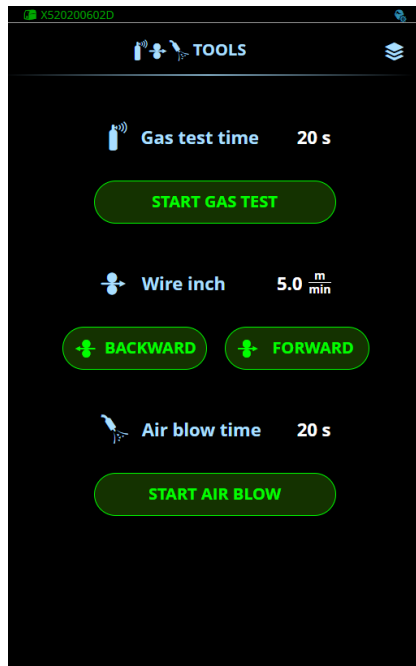 X520200602D
TOOLS
Gas test time 20 s
START GAS TEST
Wire inch 5.0 m/min
BACKWARD FORWARD
Air blow time 20 s
START AIR BLOW